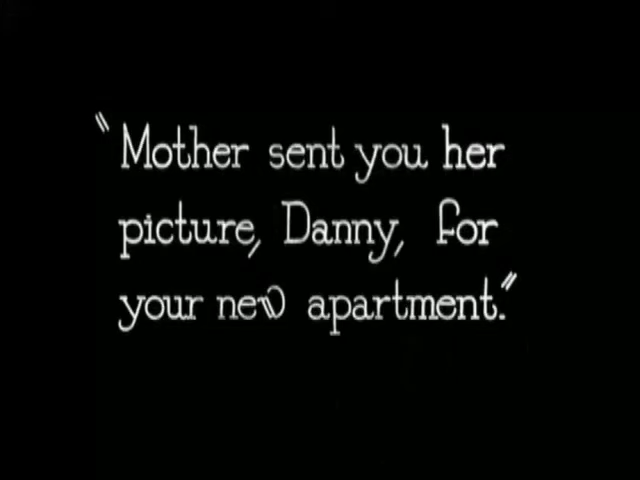 "Mother sent you her
picture, Danny, for
your new apartment."